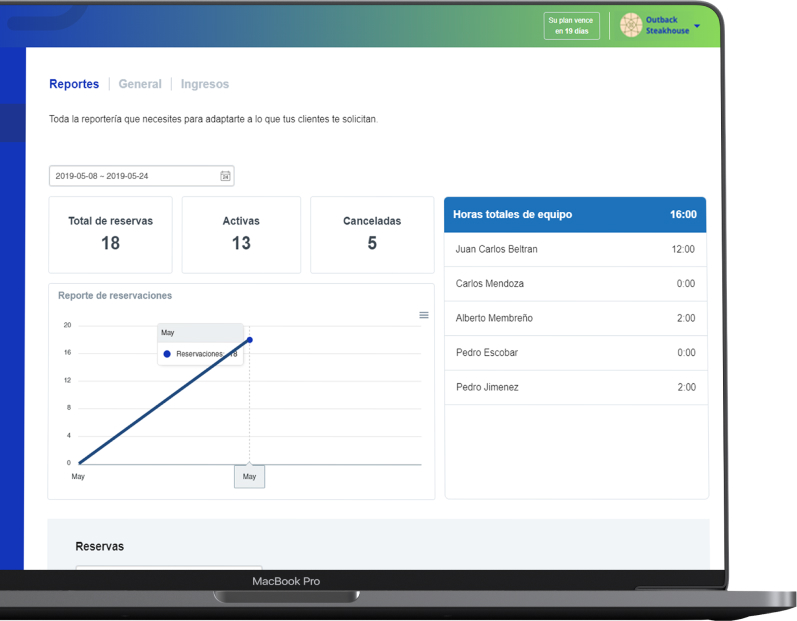 Su plan vence
en 19 días
Outback
Steakhouse
Reportes | General | Ingresos
Toda la reportería que necesites para adaptarte a lo que tus clientes te solicitan.
2019-05-08 ~ 2019-05-24
Total de reservas
18
Activas
13
Canceladas
5
Horas totales de equipo 16:00
Juan Carlos Beltran 12:00
Carlos Mendoza 0:00
Alberto Membreño 2:00
Pedro Escobar 0:00
Pedro Jimenez 2:00
Reporte de reservaciones
20
16
12
8
4
0
May
Reservaciones: 18
May
May
Reservas
MacBook Pro